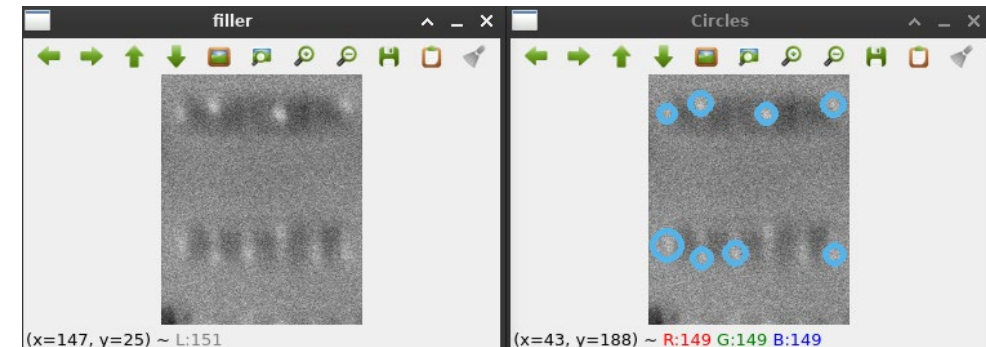 filler
Circles
(x=147, y=25) ~ L:151
(x=43, y=188) ~ R:149 G:149 B:149